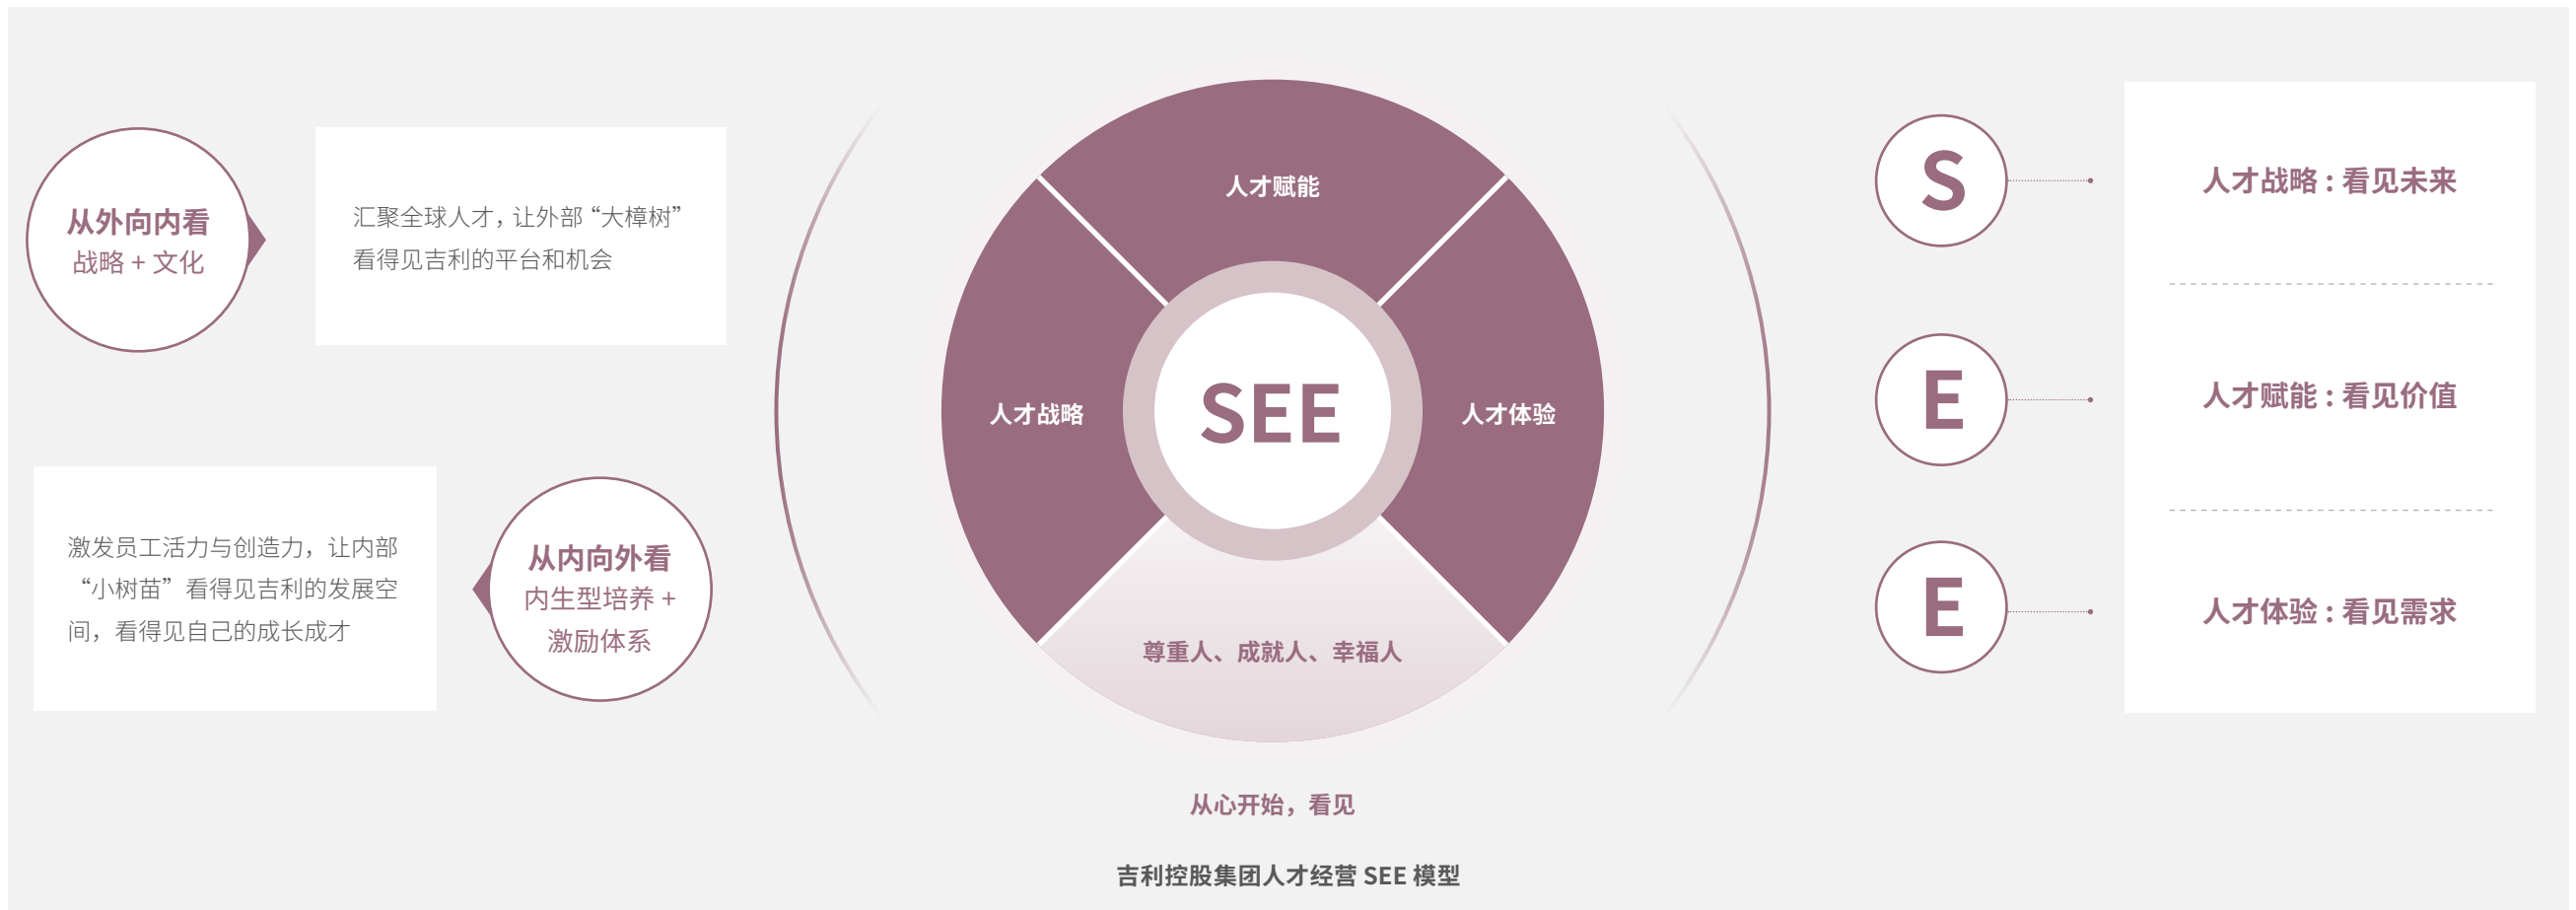 从外向内看
战略 + 文化
汇聚全球人才，让外部“大樟树”
看得见吉利的平台和机会
激发员工活力与创造力，让内部
“小树苗”看得见吉利的发展空
间，看得见自己的成长成才
从内向外看
内生型培养 +
激励体系
人才赋能
人才战略
SEE
人才体验
尊重人、成就人、幸福人
从心开始，看见
吉利控股集团人才经营 SEE 模型
S
人才战略：看见未来
E
人才赋能：看见价值
E
人才体验：看见需求